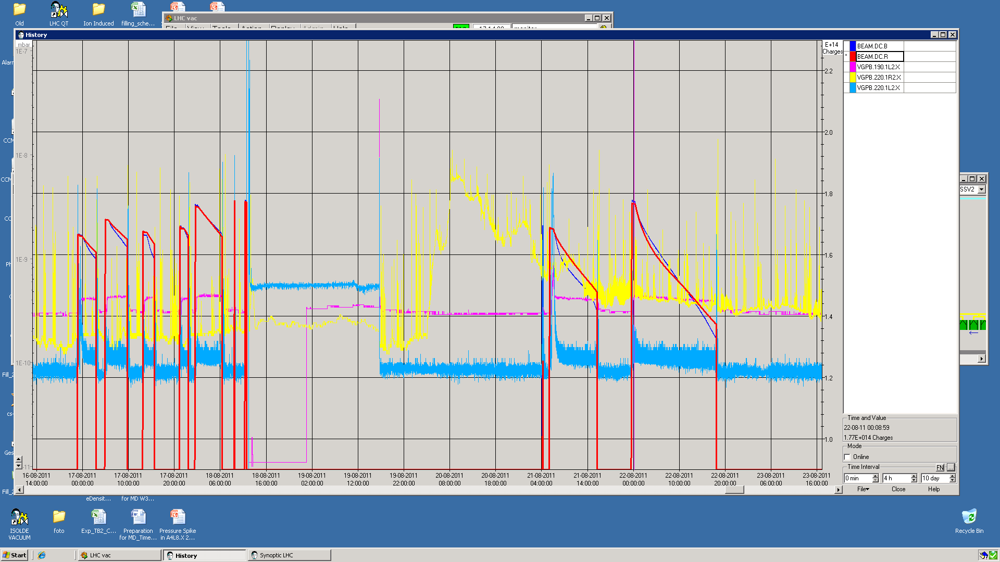 Old
LHC QT
Ion Induced
filling_sche...
LHC vac
History
mbar
1E-7
1E-8
1E-9
1E-10
-11
E+14
Charges
2.2
2.0
1.8
1.6
1.4
1.2
1.0
BEAM.DC.B
* BEAM.DC.R
VGPB.190.1L2.X
VGPB.220.1R2.X
VGPB.220.1L2.X
Alarm
CCM
CCM
CC
Ph
Fill_2
cs-
Ges
Fill_2
SSV2
16-08-2011 17-08-2011 17-08-2011 17-08-2011 18-08-2011 18-08-2011 19-08-2011 19-08-2011 19-08-2011 20-08-2011 20-08-2011 21-08-2011 21-08-2011 22-08-2011 22-08-2011 22-08-2011 23-08-2011 23-08-2011
14:00:00 00:00:00 10:00:00 20:00:00 06:00:00 16:00:00 02:00:00 12:00:00 22:00:00 08:00:00 18:00:00 04:00:00 14:00:00 00:00:00 10:00:00 20:00:00 06:00:00 16:00:00
Time and Value
22-08-11 00:08:59
1.77E+014 Charges
Mode
Online
Time Interval
FN ...
0 min 4 h 10 day
File Close Help
eDensit...
for MD W3...
ISOLDE
VACUUM
foto
Exp_TB2_C...
Preparation
for MD_Time...
Pressure Spike
in A4L8.X 2...
Recycle Bin
Start
LHC vac
History
Synoptic LHC